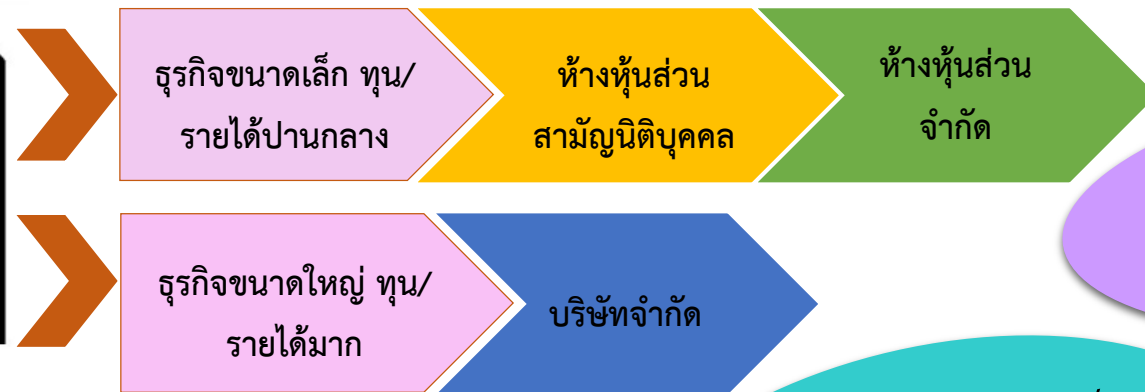 ธุรกิจขนาดเล็ก ทุน/
รายได้ปานกลาง
ห้างหุ้นส่วน
สามัญนิติบุคคล
ห้างหุ้นส่วน
จำกัด
ธุรกิจขนาดใหญ่ ทุน/
รายได้มาก
บริษัทจำกัด